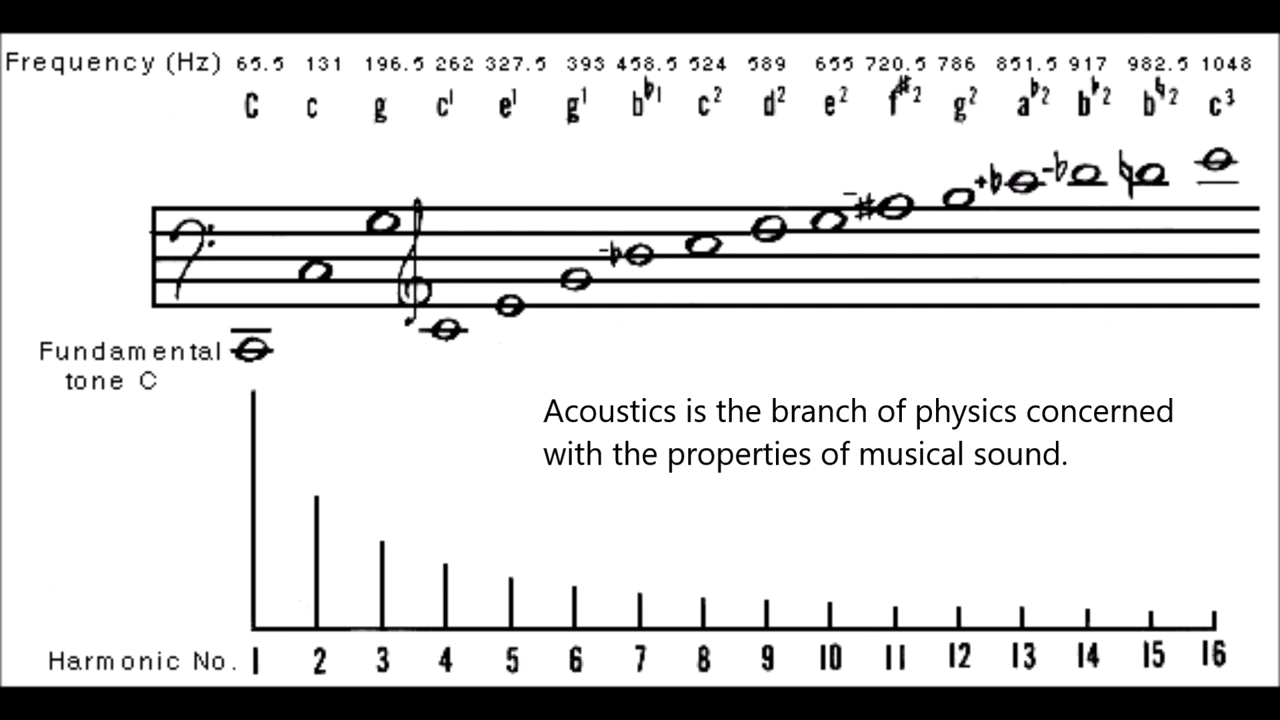 Frequency (Hz) 65.5 131 196.5 262 327.5 393 458.5 524 589 655 720.5 786 851.5 917 982.5 1048
C c g c¹ e¹ g¹ b♭¹ c² d² e² f♯² g² a♭² b♭² b♮² c³
Fundamental
tone C
Acoustics is the branch of physics concerned
with the properties of musical sound.
Harmonic No. 1 2 3 4 5 6 7 8 9 10 11 12 13 14 15 16